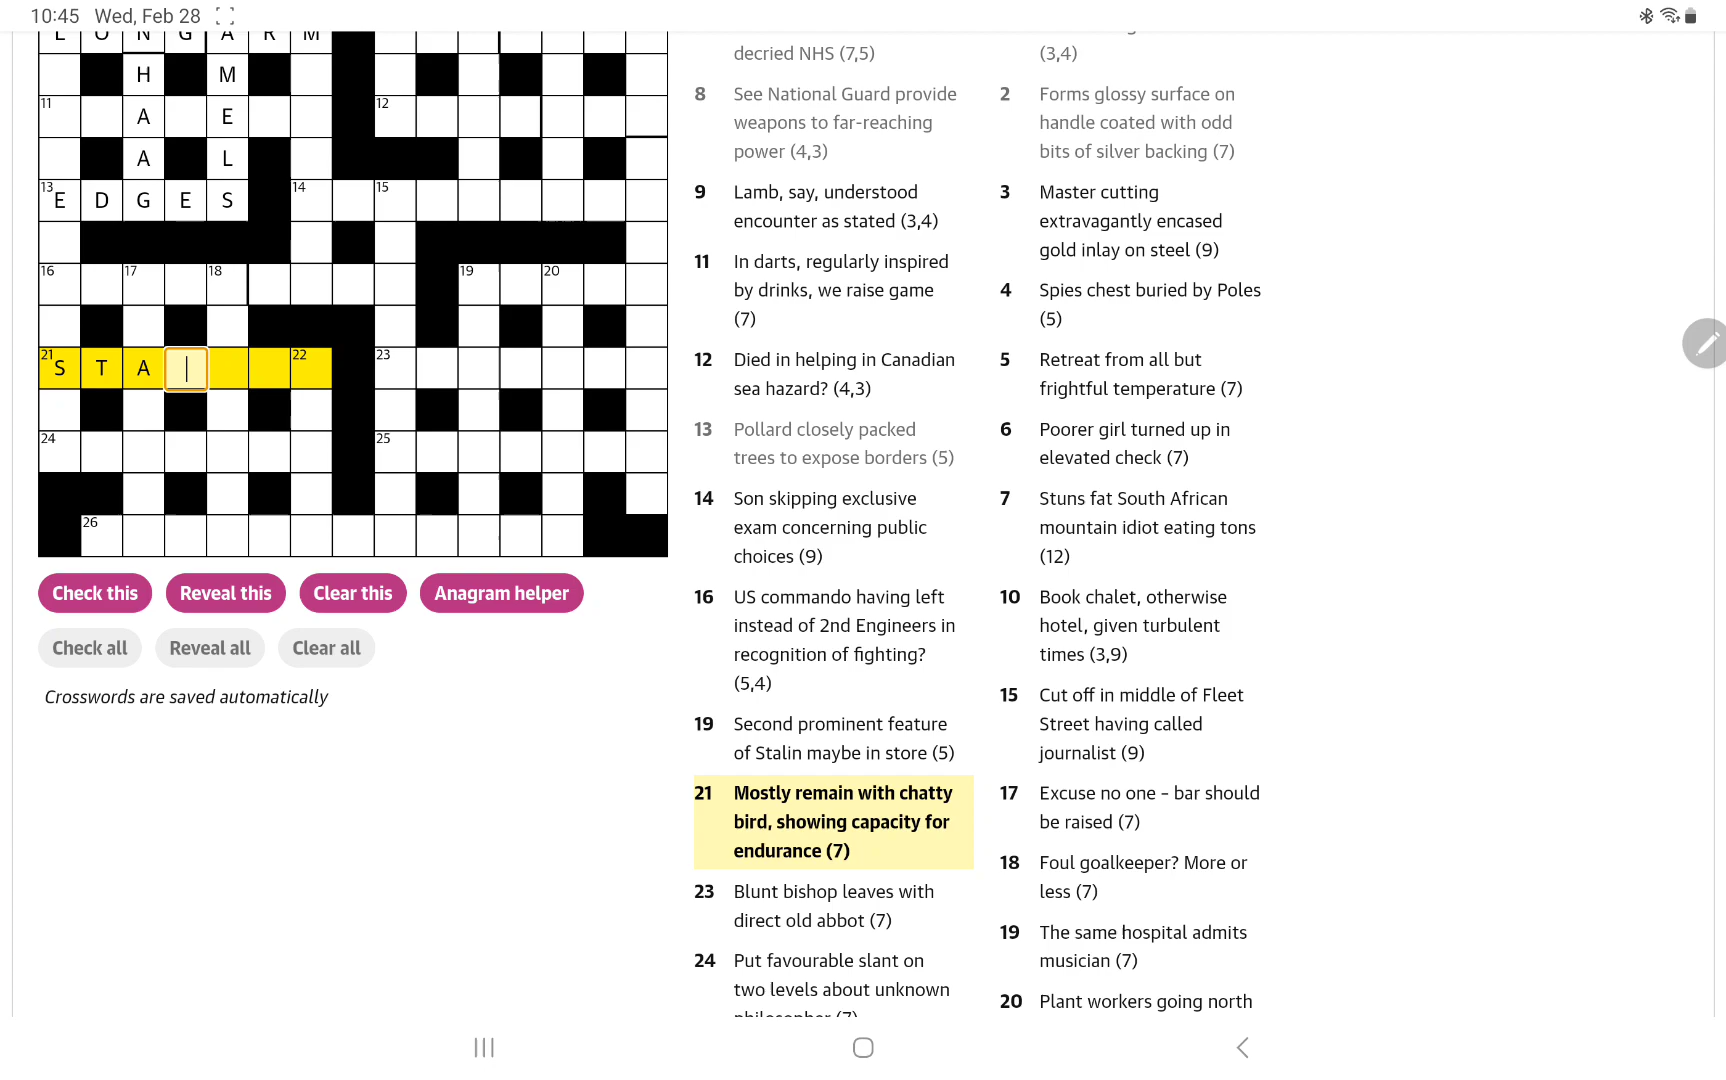 10:45 Wed, Feb 28
L O N G A R M
H M
11 A E 12
A L
13 E D G E S 14 15
16 17 18 19 20
21 S T A 22 23
24 25
26
Check this Reveal this Clear this Anagram helper
Check all Reveal all Clear all
Crosswords are saved automatically
decried NHS (7,5)
8 See National Guard provide
weapons to far-reaching
power (4,3)
9 Lamb, say, understood
encounter as stated (3,4)
11 In darts, regularly inspired
by drinks, we raise game
(7)
12 Died in helping in Canadian
sea hazard? (4,3)
13 Pollard closely packed
trees to expose borders (5)
14 Son skipping exclusive
exam concerning public
choices (9)
16 US commando having left
instead of 2nd Engineers in
recognition of fighting?
(5,4)
19 Second prominent feature
of Stalin maybe in store (5)
21 Mostly remain with chatty
bird, showing capacity for
endurance (7)
23 Blunt bishop leaves with
direct old abbot (7)
24 Put favourable slant on
two levels about unknown
philosopher (7)
(3,4)
2 Forms glossy surface on
handle coated with odd
bits of silver backing (7)
3 Master cutting
extravagantly encased
gold inlay on steel (9)
4 Spies chest buried by Poles
(5)
5 Retreat from all but
frightful temperature (7)
6 Poorer girl turned up in
elevated check (7)
7 Stuns fat South African
mountain idiot eating tons
(12)
10 Book chalet, otherwise
hotel, given turbulent
times (3,9)
15 Cut off in middle of Fleet
Street having called
journalist (9)
17 Excuse no one – bar should
be raised (7)
18 Foul goalkeeper? More or
less (7)
19 The same hospital admits
musician (7)
20 Plant workers going north